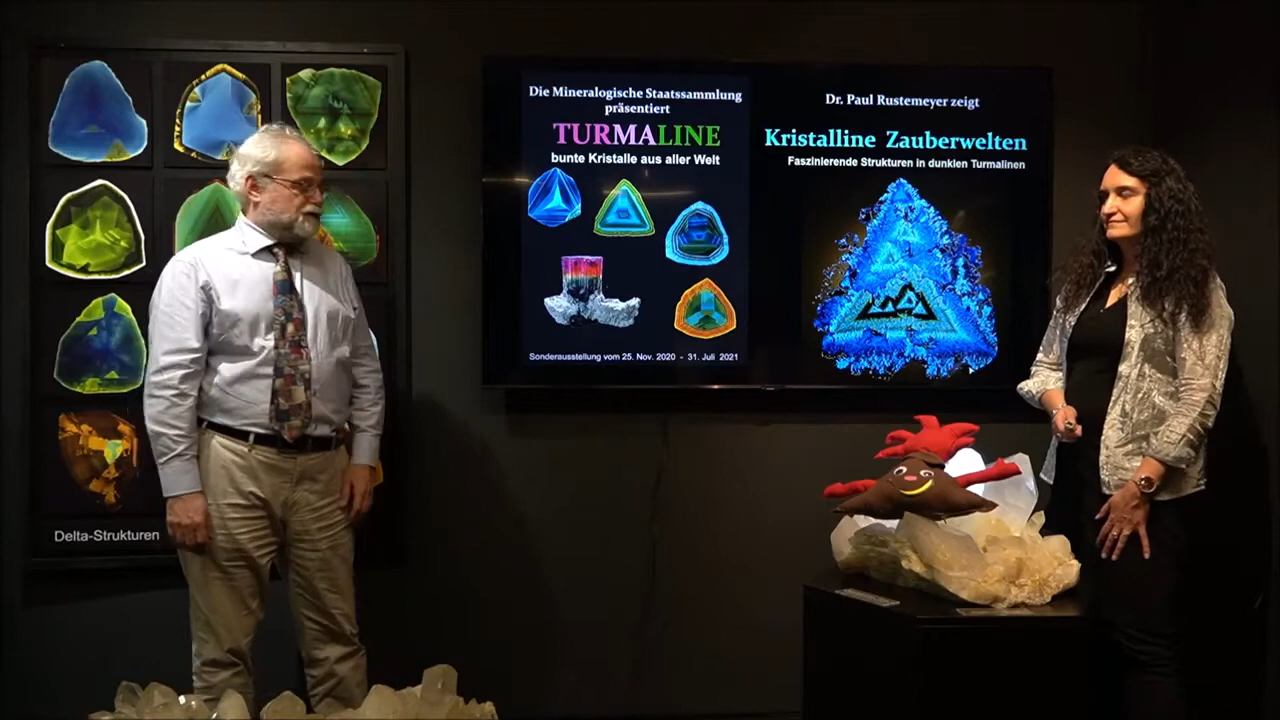 Die Mineralogische Staatssammlung
präsentiert
TURMALINE
bunte Kristalle aus aller Welt
Sonderausstellung vom 25. Nov. 2020 - 31. Juli 2021
Dr. Paul Rustemeyer zeigt
Kristalline Zauberwelten
Faszinierende Strukturen in dunklen Turmalinen
Delta-Strukturen